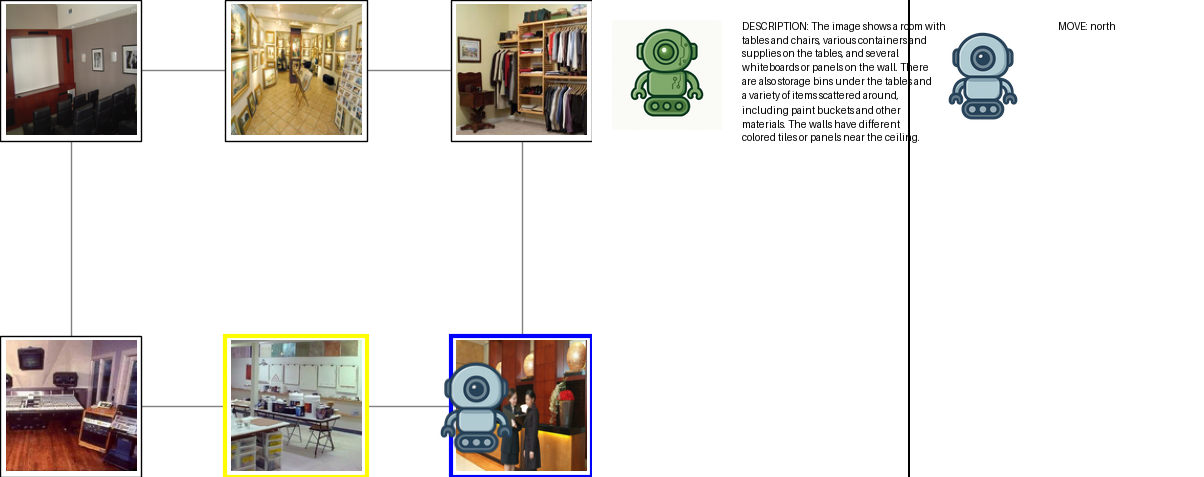 DESCRIPTION: The image shows a room with
tables and chairs, various containers and
supplies on the tables, and several
whiteboards or panels on the wall. There
are also storage bins under the tables and
a variety of items scattered around,
including paint buckets and other
materials. The walls have different
colored tiles or panels near the ceiling.
MOVE: north